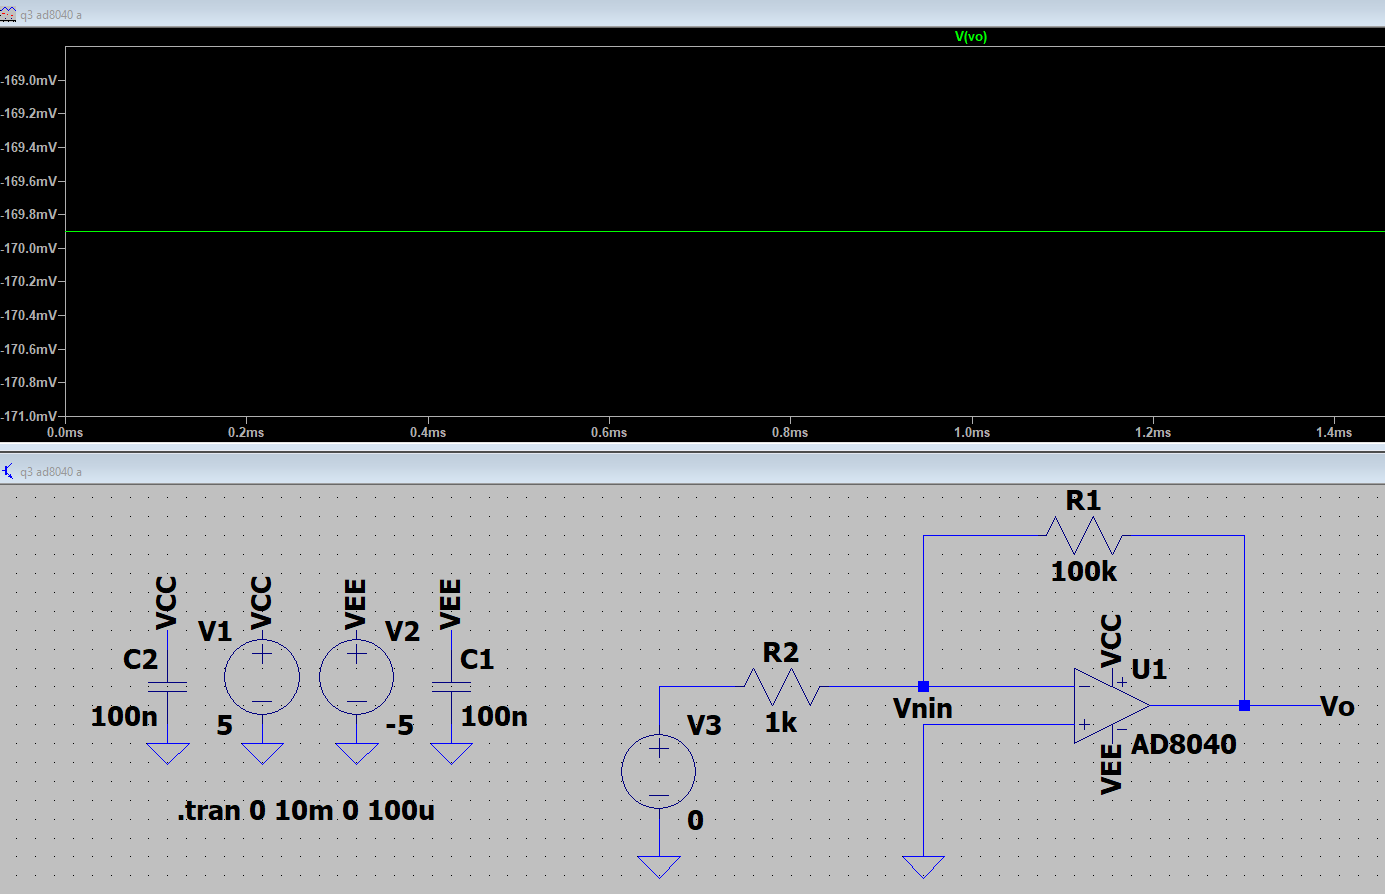 q3 ad8040 a
V(vo)
-169.0mV
-169.2mV
-169.4mV
-169.6mV
-169.8mV
-170.0mV
-170.2mV
-170.4mV
-170.6mV
-170.8mV
-171.0mV
0.0ms 0.2ms 0.4ms 0.6ms 0.8ms 1.0ms 1.2ms 1.4ms
q3 ad8040 a
R1
100k
VCC VCC VEE VEE
V1 V2
C2 C1
100n 5 -5 100n
.tran 0 10m 0 100u
R2
1k
V3
0
Vnin
VCC
U1
Vo
AD8040
VEE